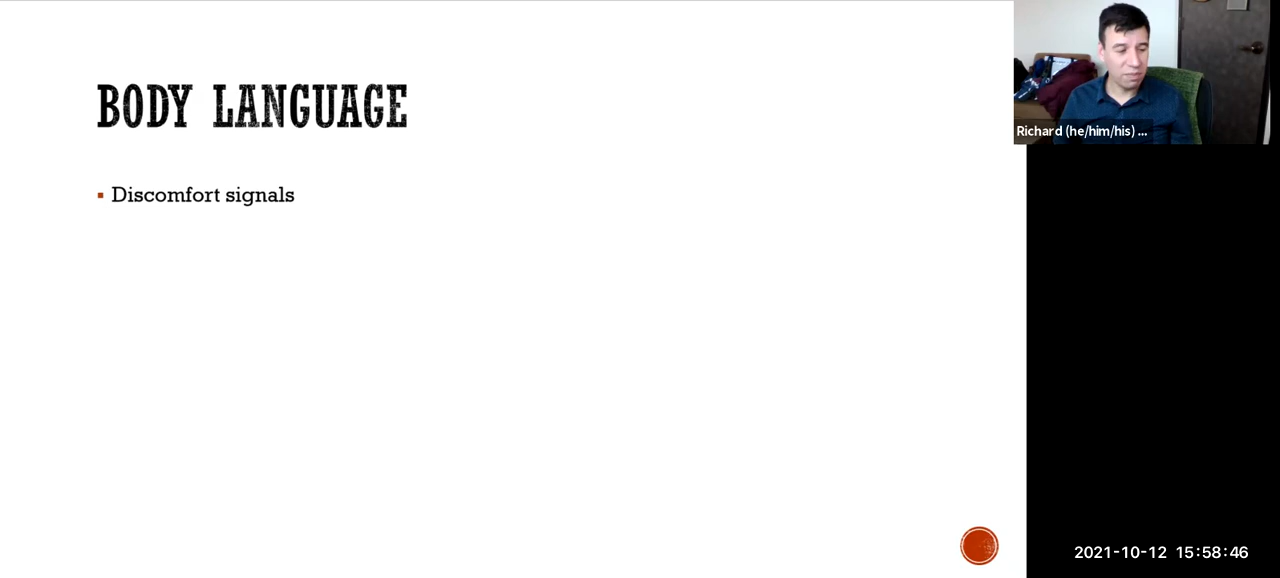 BODY LANGUAGE
Discomfort signals
Richard (he/him/his) ...
2021-10-12 15:58:46